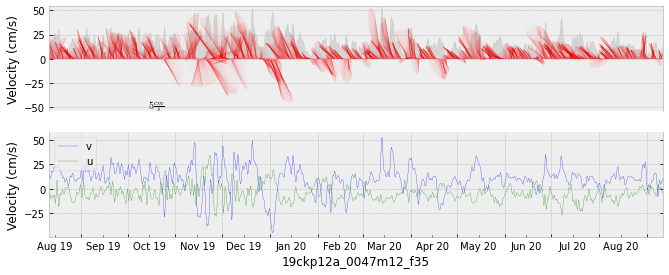 50
25
0
−25
−50
Velocity (cm/s)
5 cm/s
50
25
0
−25
Velocity (cm/s)
v
u
Aug 19 Sep 19 Oct 19 Nov 19 Dec 19 Jan 20 Feb 20 Mar 20 Apr 20 May 20 Jun 20 Jul 20 Aug 20
19ckp12a_0047m12_f35